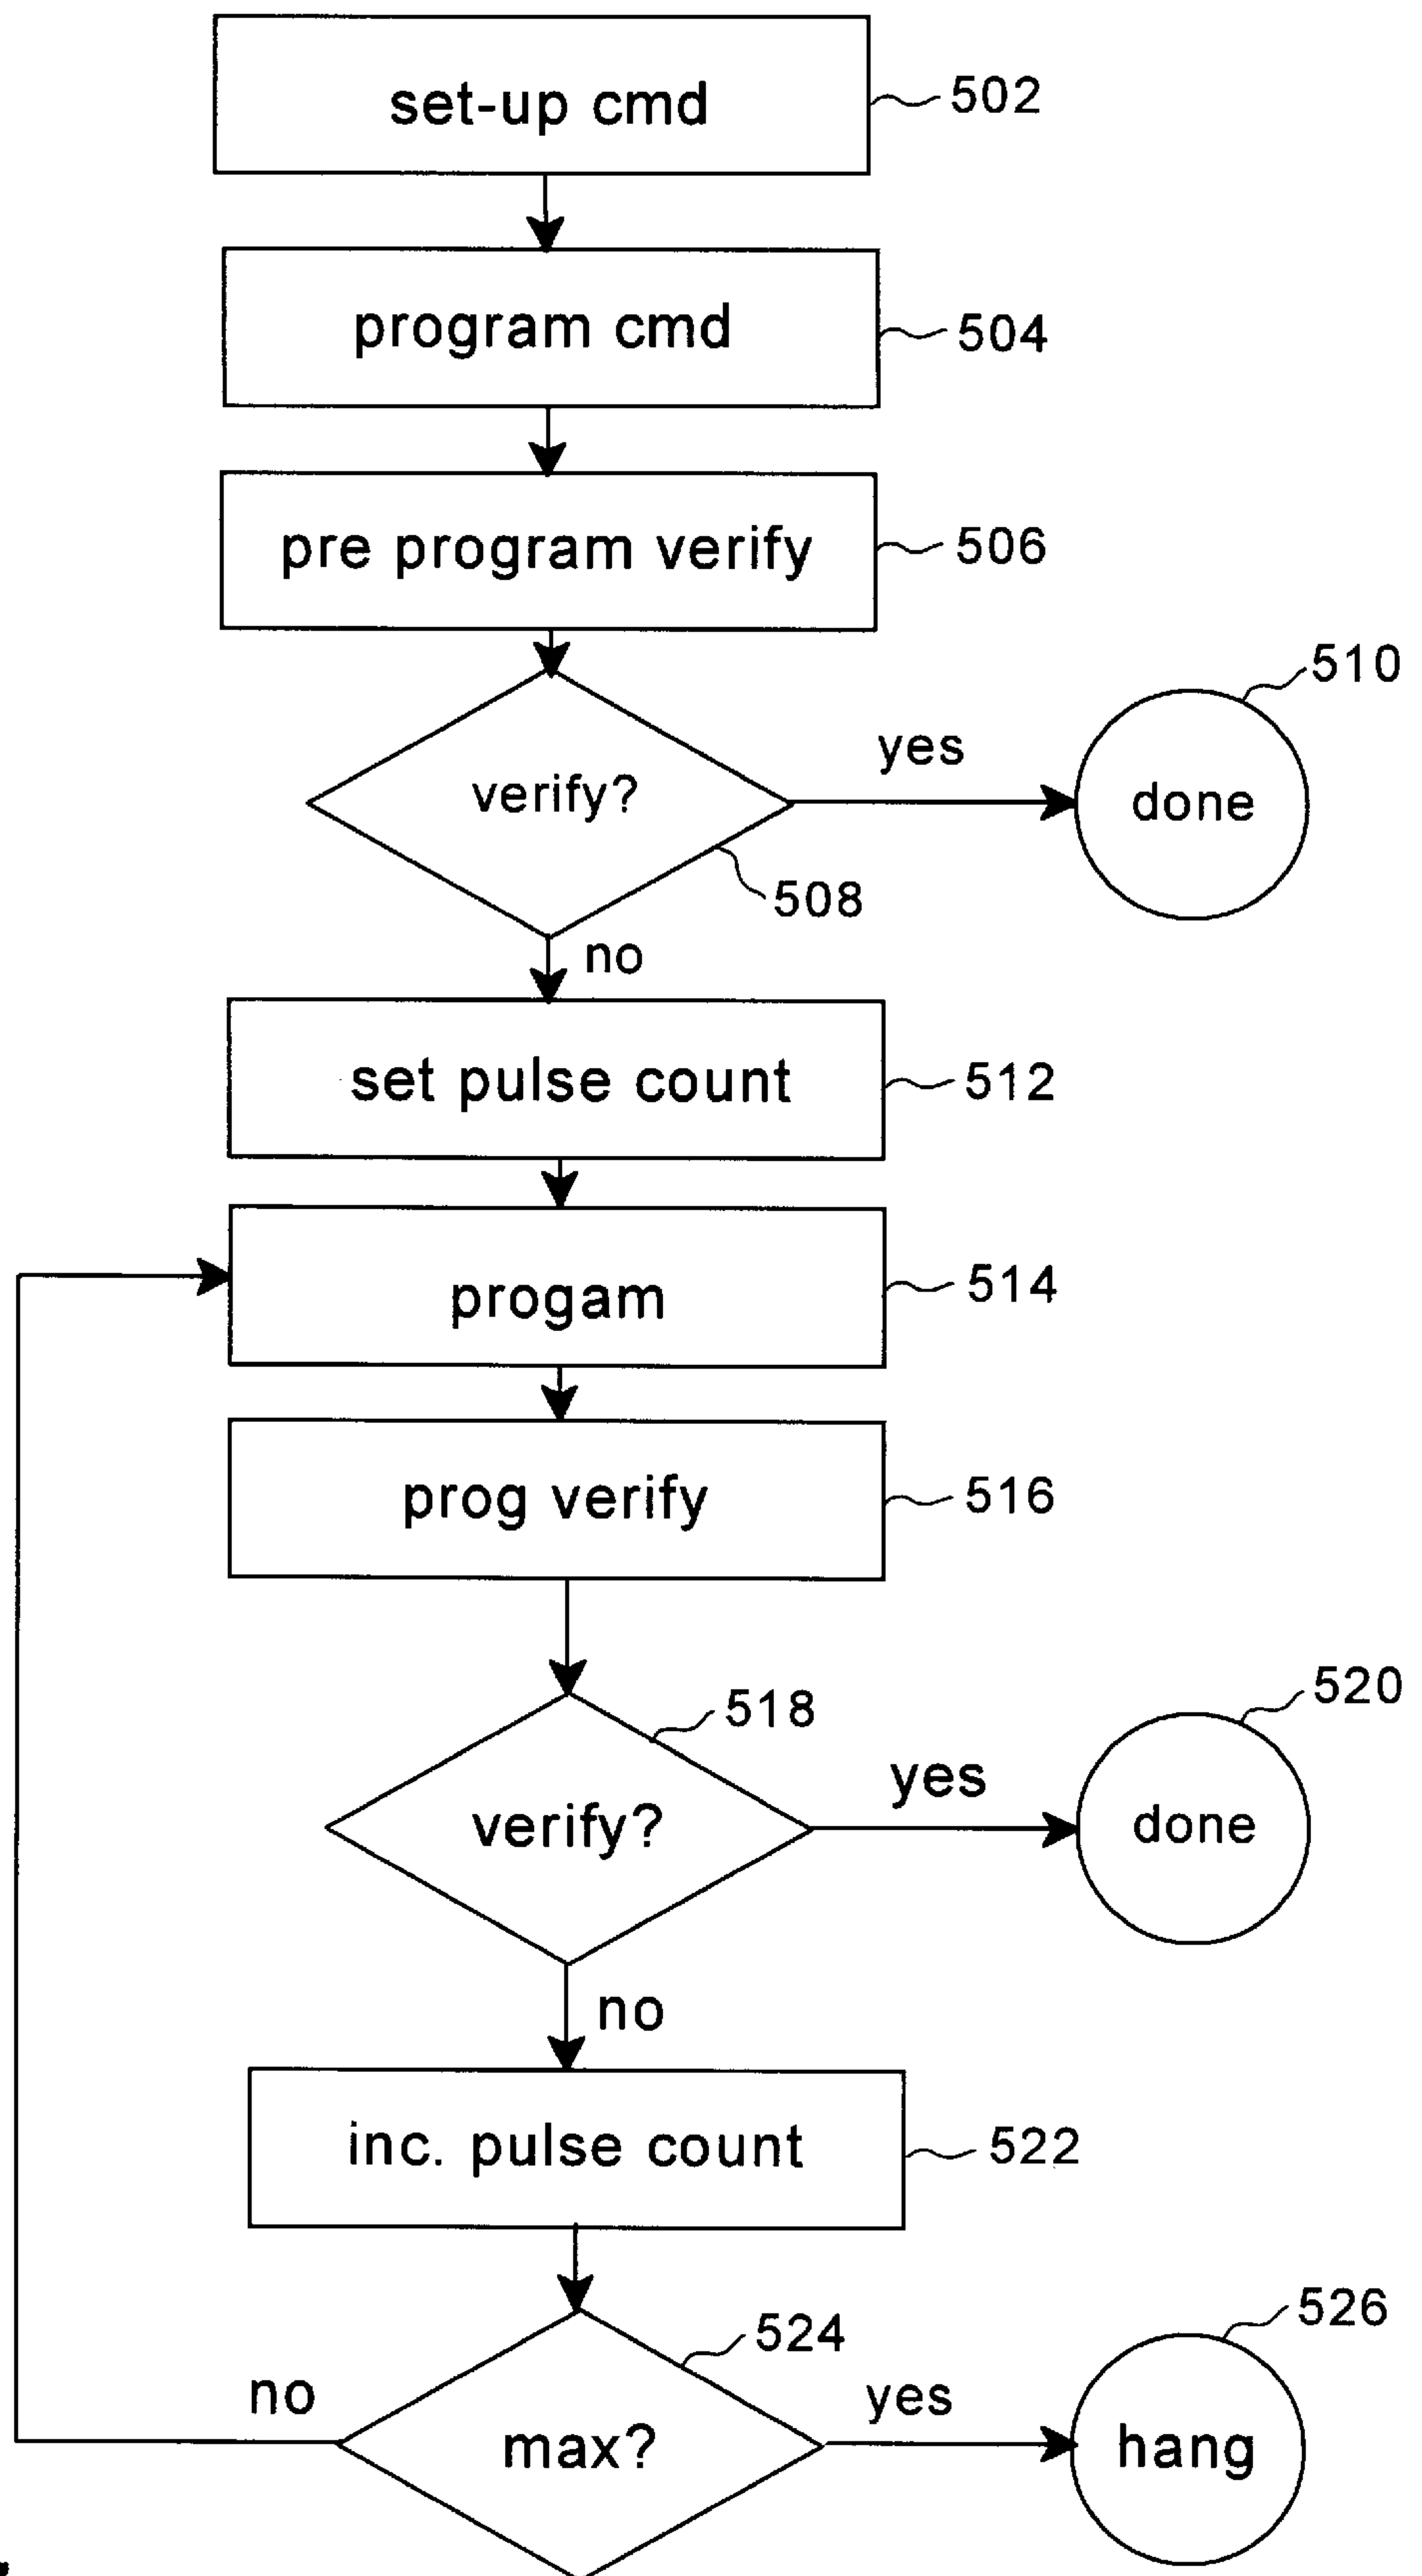 set-up cmd
502
program cmd
504
pre program verify
506
510
yes
verify?
done
508
no
set pulse count
512
progam
514
prog verify
516
518
520
yes
verify?
done
no
inc. pulse count
522
524
526
no
yes
max?
hang